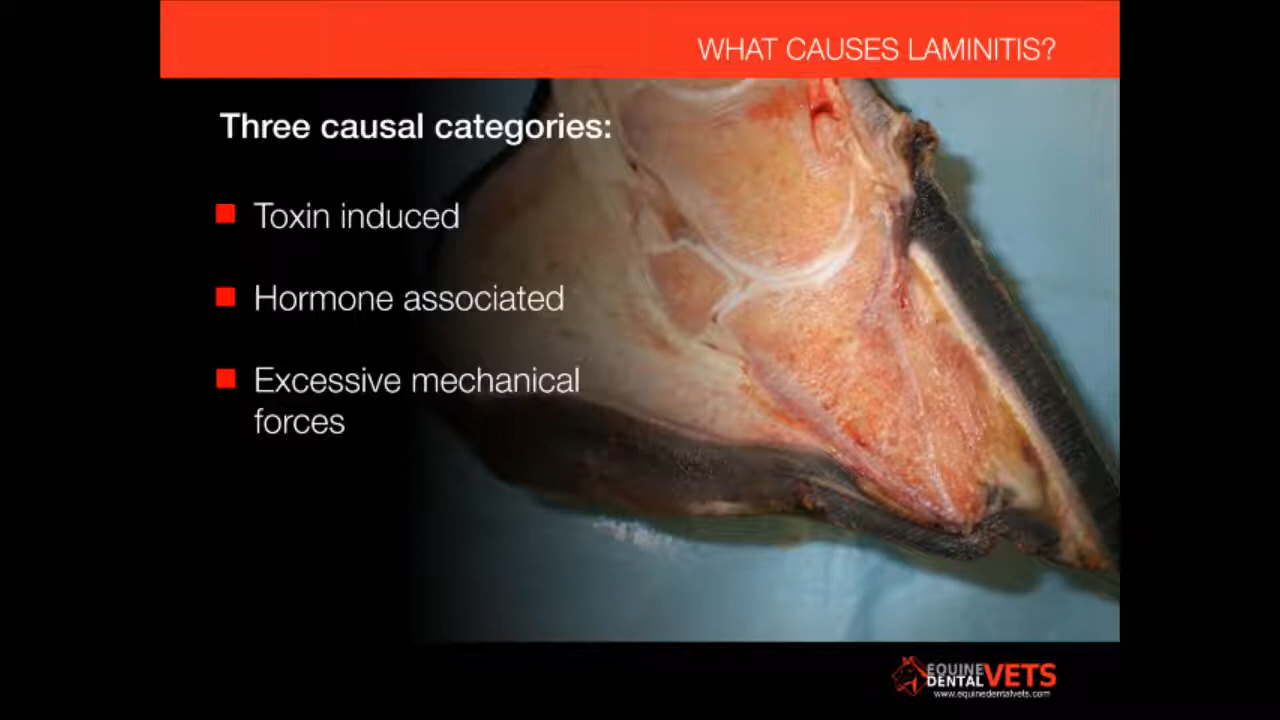 WHAT CAUSES LAMINITIS?
Three causal categories:
Toxin induced
Hormone associated
Excessive mechanical
forces
EQUINE
DENTAL VETS
www.equinedentalvets.com